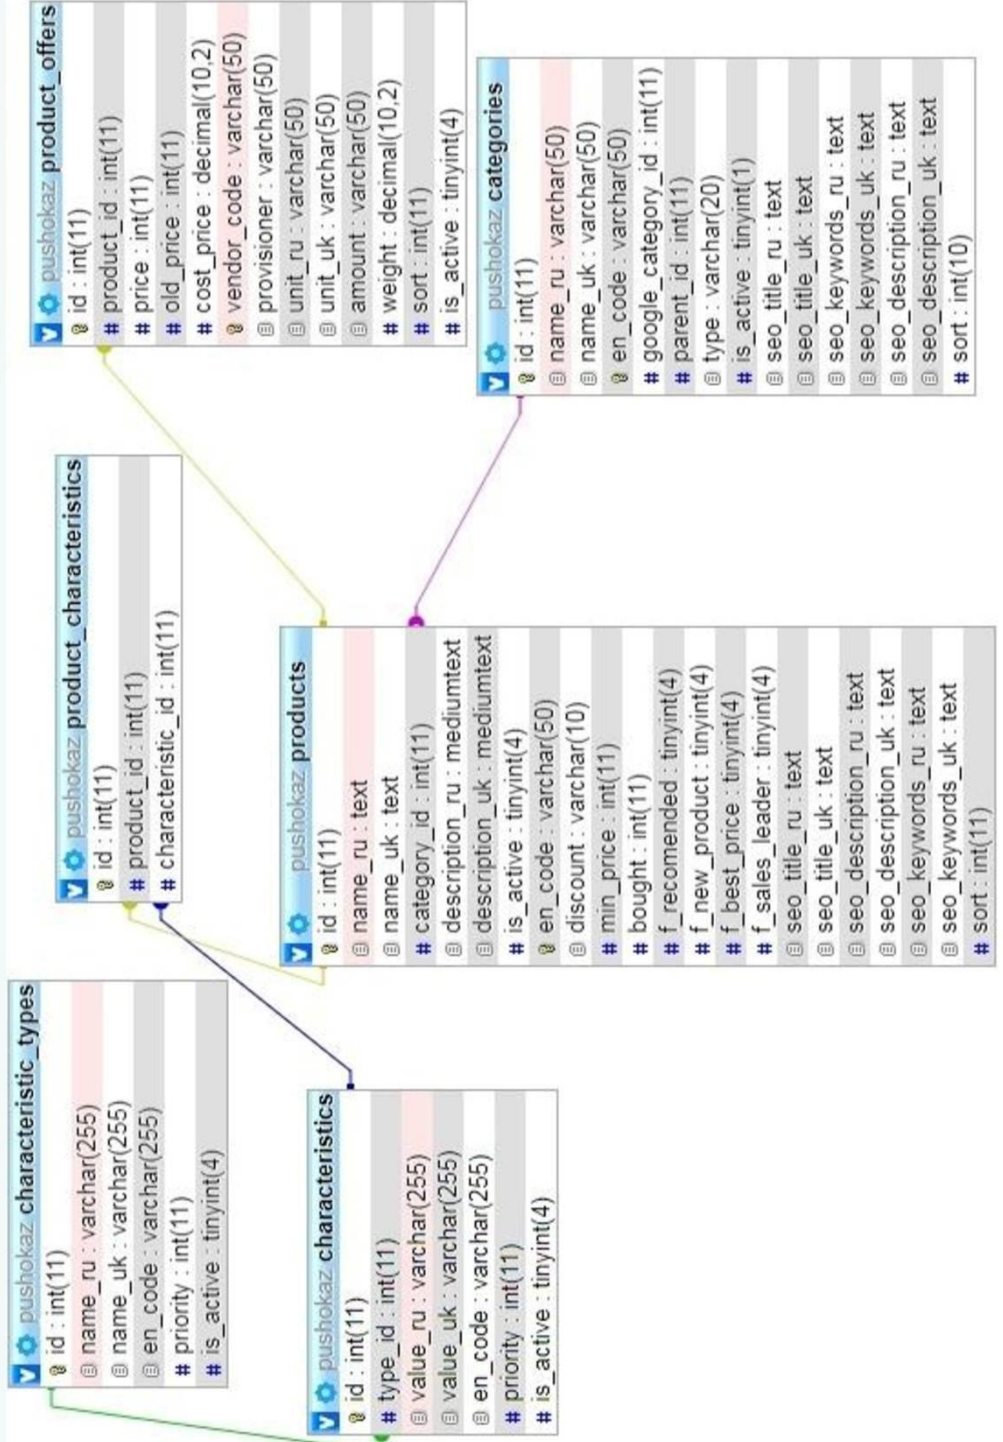 pushokaz characteristic_types
id : int(11)
name_ru : varchar(255)
name_uk : varchar(255)
en_code : varchar(255)
# priority : int(11)
# is_active : tinyint(4)
pushokaz characteristics
id : int(11)
# type_id : int(11)
value_ru : varchar(255)
value_uk : varchar(255)
en_code : varchar(255)
# priority : int(11)
# is_active : tinyint(4)
pushokaz product_characteristics
id : int(11)
# product_id : int(11)
# characteristic_id : int(11)
pushokaz products
id : int(11)
name_ru : text
name_uk : text
# category_id : int(11)
description_ru : mediumtext
description_uk : mediumtext
# is_active : tinyint(4)
en_code : varchar(50)
discount : varchar(10)
# min_price : int(11)
# bought : int(11)
# f_recomended : tinyint(4)
# f_new_product : tinyint(4)
# f_best_price : tinyint(4)
# f_sales_leader : tinyint(4)
seo_title_ru : text
seo_title_uk : text
seo_description_ru : text
seo_description_uk : text
seo_keywords_ru : text
seo_keywords_uk : text
# sort : int(11)
pushokaz product_offers
id : int(11)
# product_id : int(11)
# price : int(11)
# old_price : int(11)
# cost_price : decimal(10,2)
vendor_code : varchar(50)
provisioner : varchar(50)
unit_ru : varchar(50)
unit_uk : varchar(50)
amount : varchar(50)
# weight : decimal(10,2)
# sort : int(11)
# is_active : tinyint(4)
pushokaz categories
id : int(11)
name_ru : varchar(50)
name_uk : varchar(50)
en_code : varchar(50)
# google_category_id : int(11)
# parent_id : int(11)
type : varchar(20)
# is_active : tinyint(1)
seo_title_ru : text
seo_title_uk : text
seo_keywords_ru : text
seo_keywords_uk : text
seo_description_ru : text
seo_description_uk : text
# sort : int(10)